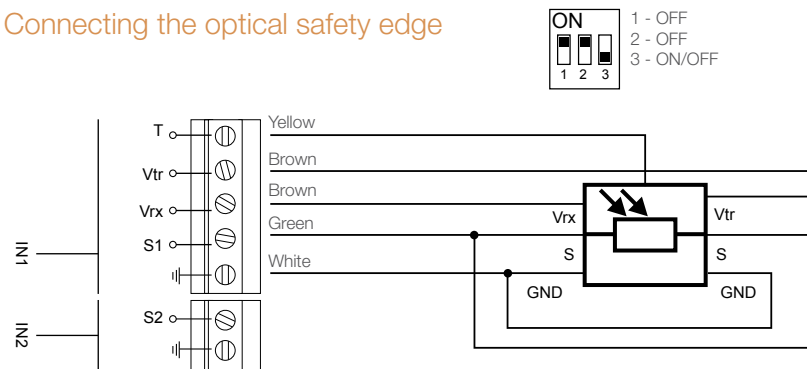 Connecting the optical safety edge
ON
1 2 3
1 - OFF
2 - OFF
3 - ON/OFF
T
Yellow
Vtr
Brown
Vrx
Brown
S1
Green
White
IN1
S2
IN2
Vrx
Vtr
S
S
GND
GND